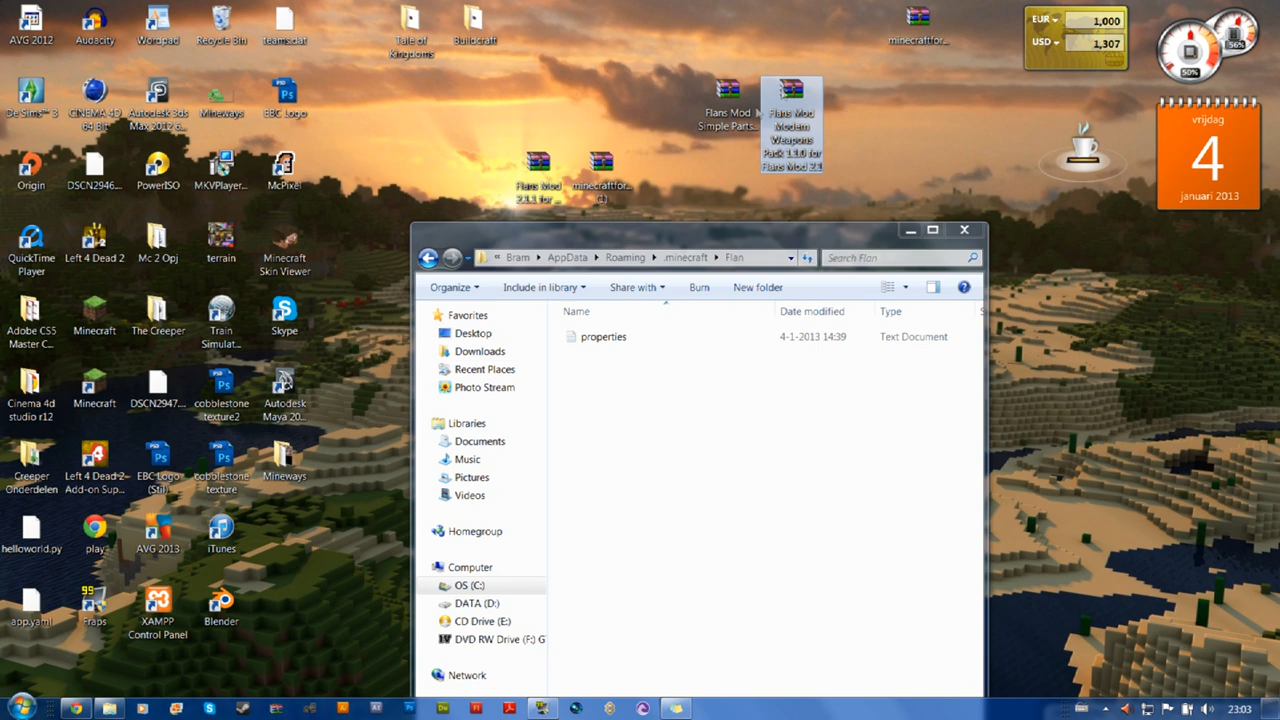 AVG 2012
Audacity
Wordpad
Recycle Bin
teams.dat
Tale of
Kingdoms
Buildcraft
minecraftfor...
EUR
1,000
USD
1,307
50%
56%
De Sims™ 3
CINEMA 4D
64 Bit
Autodesk 3ds
Max 2012 6...
Mineways
EBC Logo
Flans Mod
Simple Parts...
Flans Mod
Modern
Weapons
Pack 1.1.0 for
Flans Mod 2.1
vrijdag
4
januari 2013
Origin
DSCN2946....
PowerISO
MKVPlayer...
McPixel
Flans Mod
2.1.1 for ...
minecraftfor...
(1)
QuickTime
Player
Left 4 Dead 2
Mc 2 Opj
terrain
Minecraft
Skin Viewer
Bram
AppData
Roaming
.minecraft
Flan
Search Flan
Organize
Include in library
Share with
Burn
New folder
Name
Date modified
Type
S
properties
4-1-2013 14:39
Text Document
Favorites
Desktop
Downloads
Recent Places
Photo Stream
Libraries
Documents
Music
Pictures
Videos
Homegroup
Computer
OS (C:)
DATA (D:)
CD Drive (E:)
DVD RW Drive (F:) G
Network
Adobe CS5
Master C...
Minecraft
The Creeper
Train
Simulat...
Skype
Cinema 4d
studio r12
Minecraft
DSCN2947....
cobblestone
texture2
Autodesk
Maya 20...
Creeper
Onderdelen
Left 4 Dead 2
Add-on Sup...
EBC Logo
(Stil)
cobblestone
texture
Mineways
helloworld.py
play
AVG 2013
iTunes
99
app.yaml
Fraps
XAMPP
Control Panel
Blender
23:03